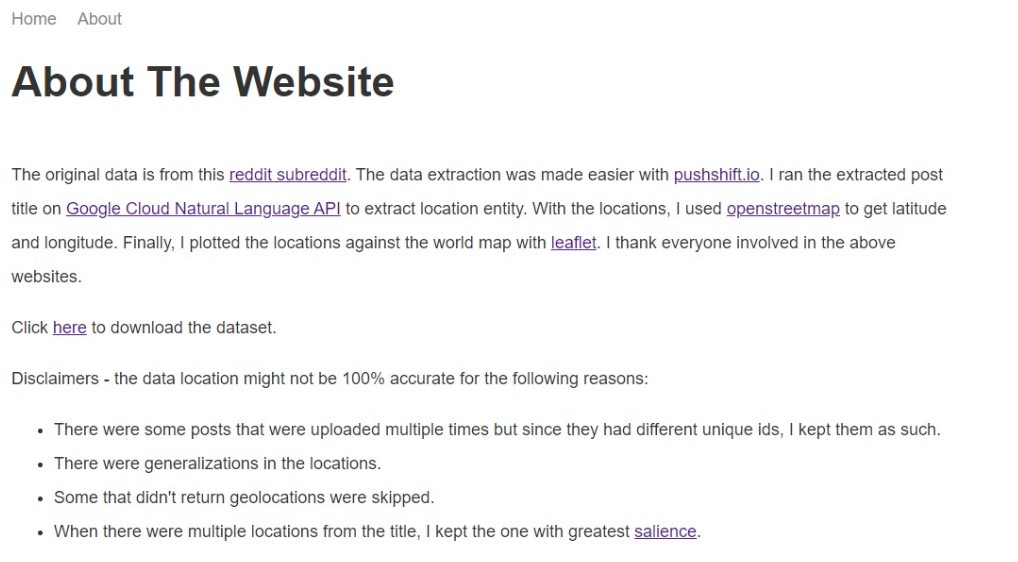 Home About
About The Website
The original data is from this reddit subreddit. The data extraction was made easier with pushshift.io. I ran the extracted post
title on Google Cloud Natural Language API to extract location entity. With the locations, I used openstreetmap to get latitude
and longitude. Finally, I plotted the locations against the world map with leaflet. I thank everyone involved in the above
websites.
Click here to download the dataset.
Disclaimers - the data location might not be 100% accurate for the following reasons:
• There were some posts that were uploaded multiple times but since they had different unique ids, I kept them as such.
• There were generalizations in the locations.
• Some that didn't return geolocations were skipped.
• When there were multiple locations from the title, I kept the one with greatest salience.